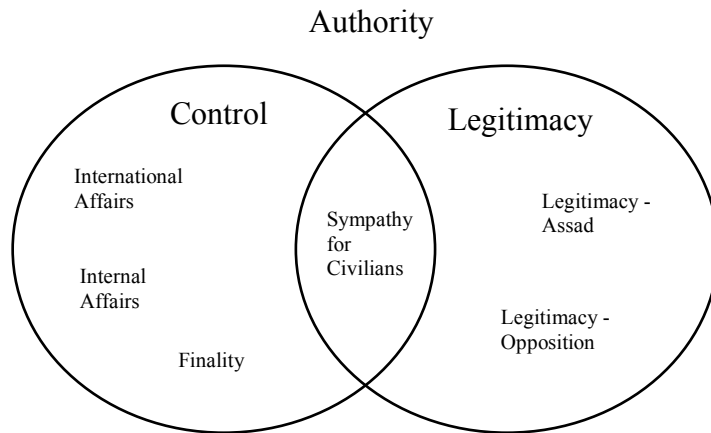 Authority
Control
International
Affairs
Internal
Affairs
Finality
Sympathy
for
Civilians
Legitimacy
Legitimacy -
Assad
Legitimacy -
Opposition